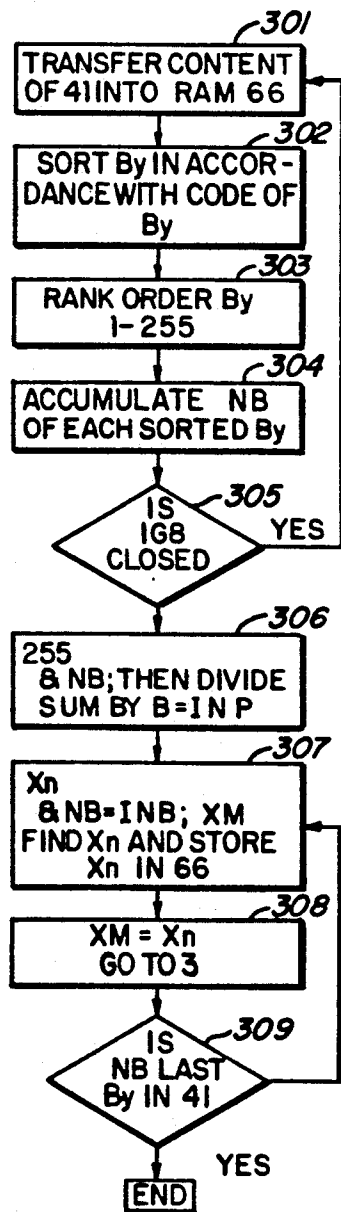 301
TRANSFER CONTENT
OF 41 INTO RAM 66
302
SORT By IN ACCOR-
DANCE WITH CODE OF
By
303
RANK ORDER By
1-255
304
ACCUMULATE NB
OF EACH SORTED By
305
IS
IG8
CLOSED
YES
306
255
& NB; THEN DIVIDE
SUM BY B=I N P
307
Xn
& NB=INB; XM
FIND Xn AND STORE
Xn IN 66
308
XM = Xn
GO TO 3
309
IS
NB LAST
By IN 41
YES
END